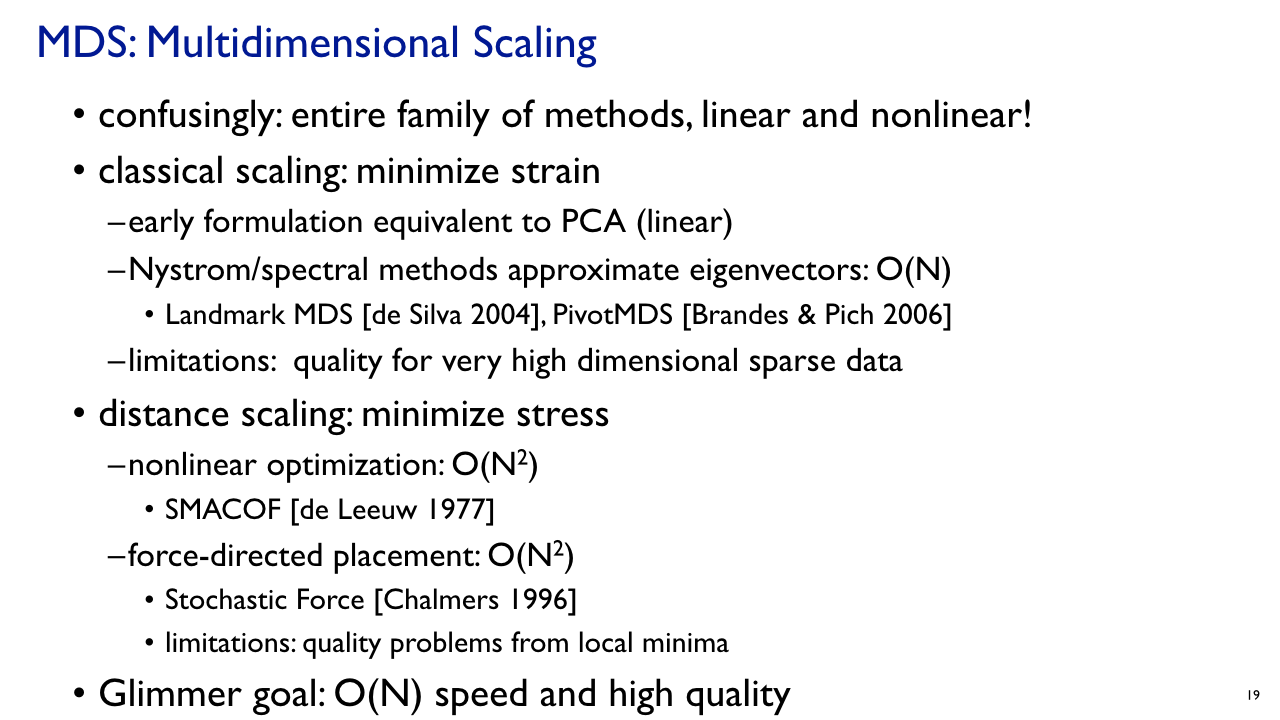 MDS: Multidimensional Scaling
• confusingly: entire family of methods, linear and nonlinear!
• classical scaling: minimize strain
–early formulation equivalent to PCA (linear)
–Nystrom/spectral methods approximate eigenvectors: O(N)
• Landmark MDS [de Silva 2004], PivotMDS [Brandes & Pich 2006]
–limitations:  quality for very high dimensional sparse data
• distance scaling: minimize stress
–nonlinear optimization: O(N²)
• SMACOF [de Leeuw 1977]
–force-directed placement: O(N²)
• Stochastic Force [Chalmers 1996]
• limitations: quality problems from local minima
• Glimmer goal: O(N) speed and high quality
19